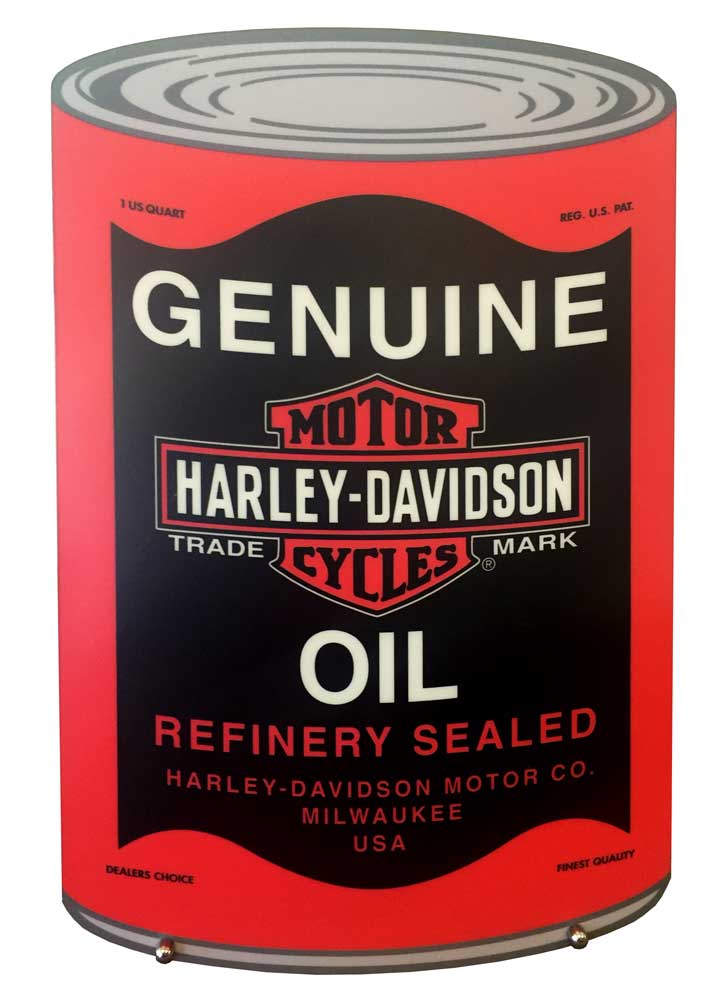 1 US QUART
REG. U.S. PAT.
GENUINE
MOTOR
HARLEY-DAVIDSON
TRADE MARK
CYCLES ®
OIL
REFINERY SEALED
HARLEY-DAVIDSON MOTOR CO.
MILWAUKEE
USA
DEALERS CHOICE
FINEST QUALITY